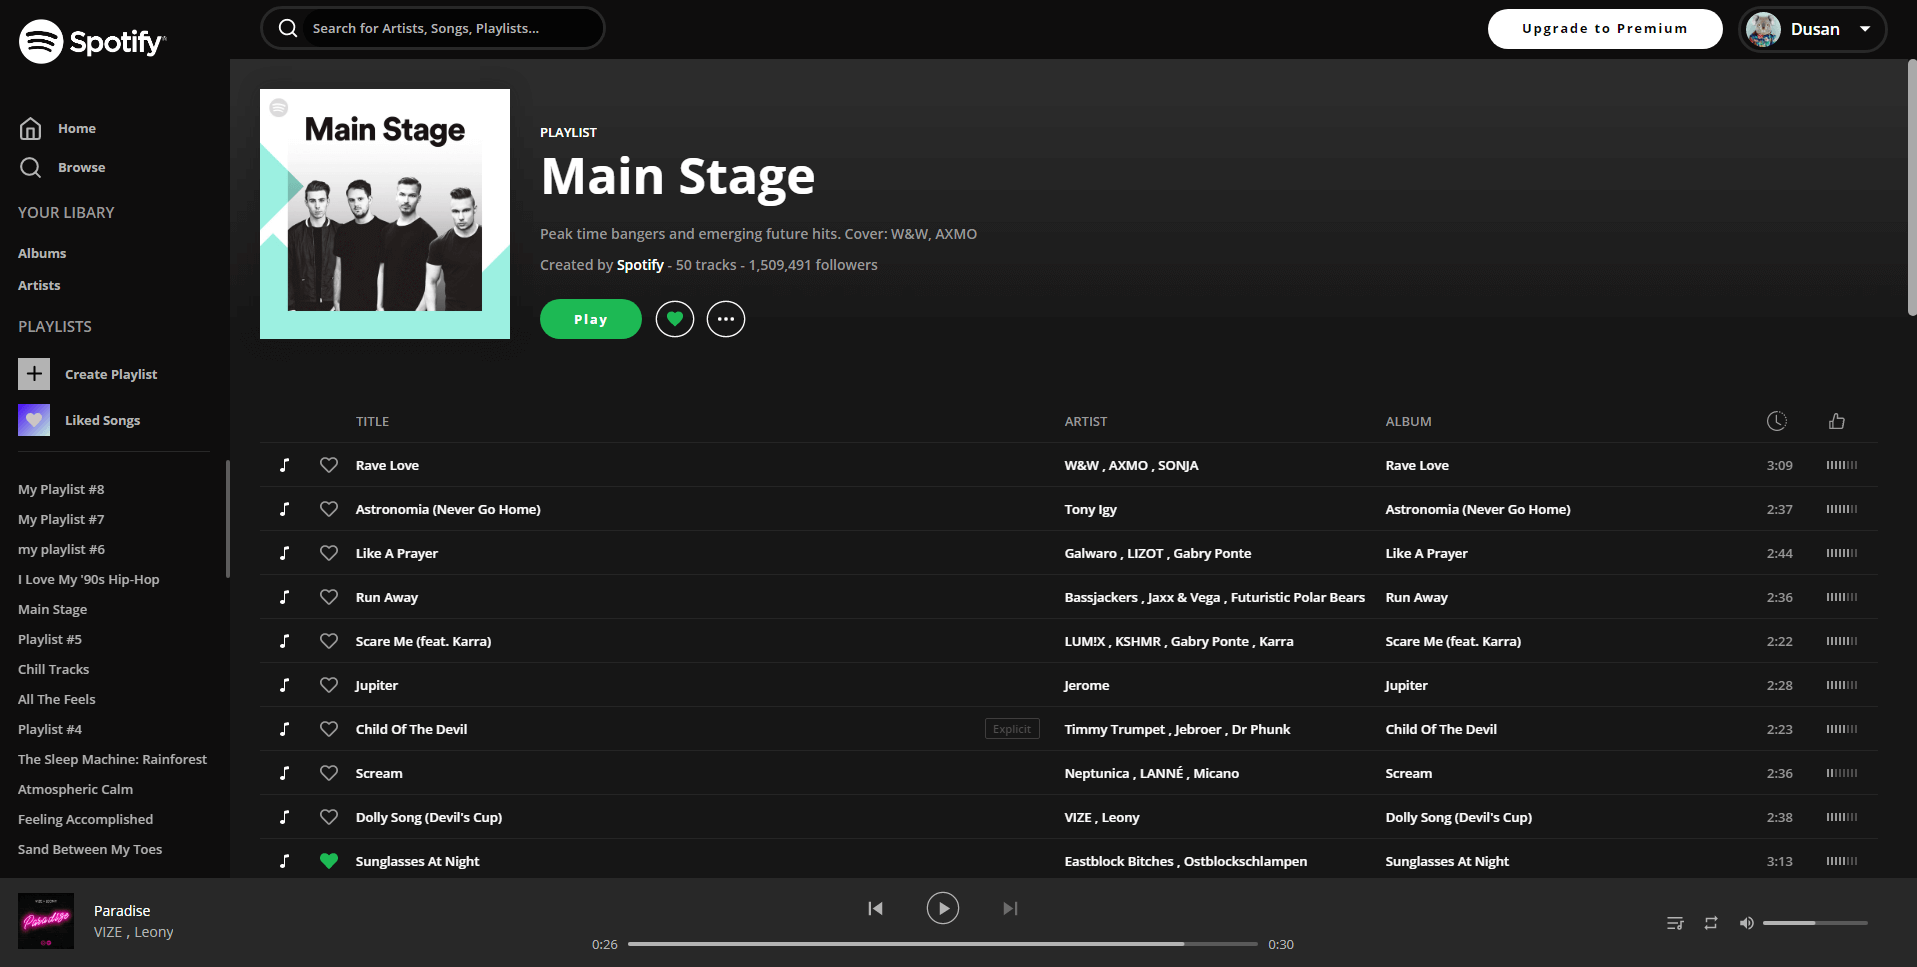 Spotify
Search for Artists, Songs, Playlists...
Upgrade to Premium
Dusan
Home
Browse
YOUR LIBARY
Albums
Artists
PLAYLISTS
Create Playlist
Liked Songs
My Playlist #8
My Playlist #7
my playlist #6
I Love My '90s Hip-Hop
Main Stage
Playlist #5
Chill Tracks
All The Feels
Playlist #4
The Sleep Machine: Rainforest
Atmospheric Calm
Feeling Accomplished
Sand Between My Toes
Main Stage
PLAYLIST
Main Stage
Peak time bangers and emerging future hits. Cover: W&W, AXMO
Created by Spotify - 50 tracks - 1,509,491 followers
Play
TITLE ARTIST ALBUM
Rave Love W&W , AXMO , SONJA Rave Love 3:09
Astronomia (Never Go Home) Tony Igy Astronomia (Never Go Home) 2:37
Like A Prayer Galwaro , LIZOT , Gabry Ponte Like A Prayer 2:44
Run Away Bassjackers , Jaxx & Vega , Futuristic Polar Bears Run Away 2:36
Scare Me (feat. Karra) LUM!X , KSHMR , Gabry Ponte , Karra Scare Me (feat. Karra) 2:22
Jupiter Jerome Jupiter 2:28
Child Of The Devil Explicit Timmy Trumpet , Jebroer , Dr Phunk Child Of The Devil 2:23
Scream Neptunica , LANNÉ , Micano Scream 2:36
Dolly Song (Devil's Cup) VIZE , Leony Dolly Song (Devil's Cup) 2:38
Sunglasses At Night Eastblock Bitches , Ostblockschlampen Sunglasses At Night 3:13
Paradise
Paradise
VIZE , Leony
0:26 0:30